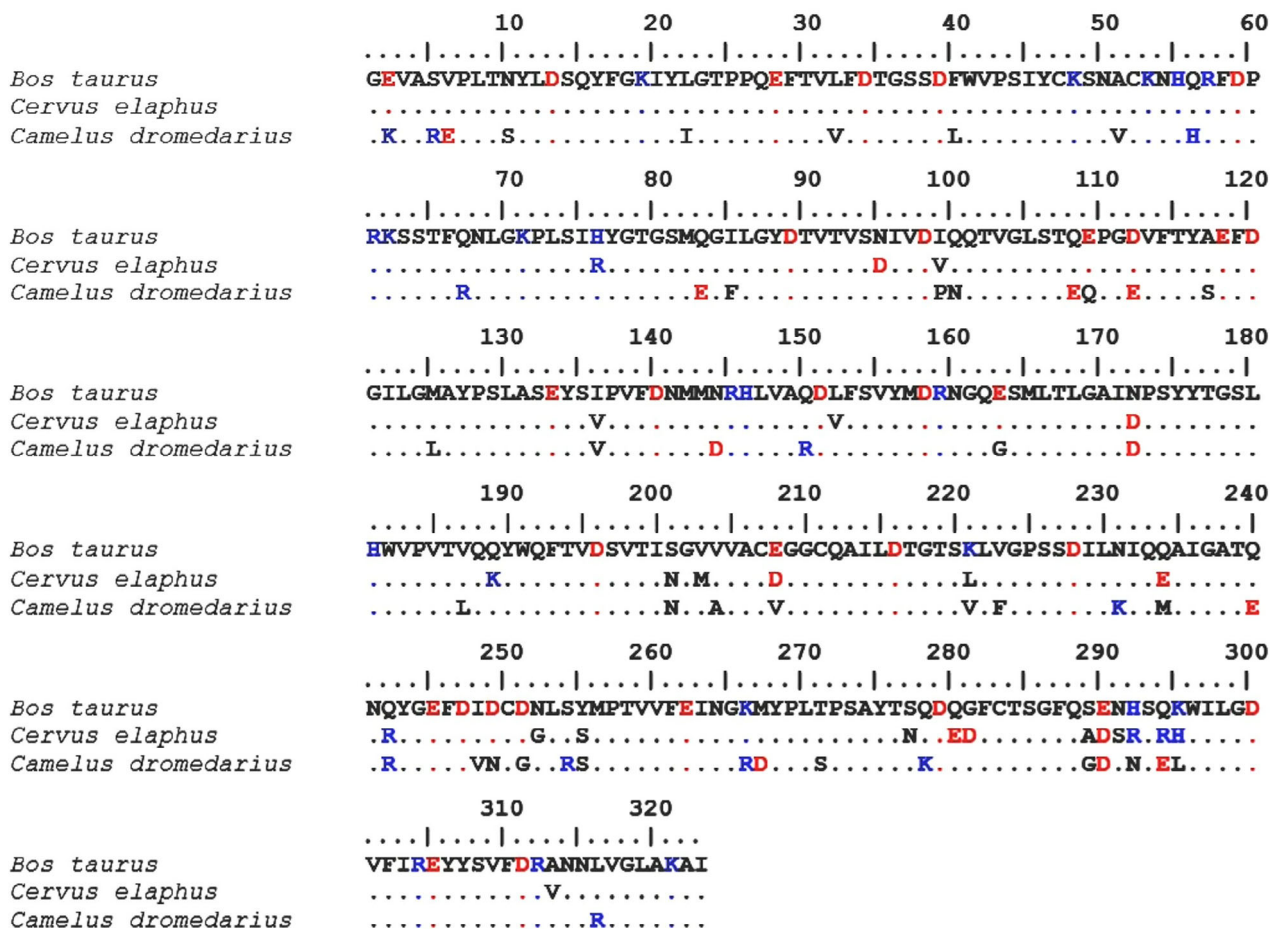 10 20 30 40 50 60
....|....|....|....|....|....|....|....|....|....|....|....|
Bos taurus GEVASVPLTNYLDSQYFGKIYLGTPPQEFTVLFDTGSSDFWVPSIYCKSNACKNHQRFDP
Cervus elaphus ............................................................
Camelus dromedarius .K..RE...S...........I.........V.......L..........V....H....
70 80 90 100 110 120
....|....|....|....|....|....|....|....|....|....|....|....|
Bos taurus RKSSTFQNLGKPLSIHYGTGSMQGILGYDTVTVSNIVDIQQTVGLSTQEPGDVFTYAEFD
Cervus elaphus ...............R..................D...V.....................
Camelus dromedarius ......R...............E.F.............PN.......EQ..E....S...
130 140 150 160 170 180
....|....|....|....|....|....|....|....|....|....|....|....|
Bos taurus GILGMAYPSLASEYSIPVFDNMMNRHLVAQDLFSVYMDRNGQESMLTLGAINPSYYTGSL
Cervus elaphus ...............V...............V...................D........
Camelus dromedarius ....L..........V.......D.....R............G........D........
190 200 210 220 230 240
....|....|....|....|....|....|....|....|....|....|....|....|
Bos taurus HWVPVTVQQYWQFTVDSVTISGVVVACEGGCQAILDTGTSKLVGPSSDILNIQQAIGATQ
Cervus elaphus ........K...........N.M....D............L............E......
Camelus dromedarius ......L.............N..A...V............V.F.......K..M.....E
250 260 270 280 290 300
....|....|....|....|....|....|....|....|....|....|....|....|
Bos taurus NQYGEFDIDCDNLSYMPTVVFEINGKMYPLTPSAYTSQDQGFCTSGFQSENHSQKWILGD
Cervus elaphus .R.........G..S.....................N..ED.......ADSR.RH.....
Camelus dromedarius .R.....VN.G..RS..........RD...S......K..........GD.N.EL.....
310 320
....|....|....|....|...
Bos taurus VFIREYYSVFDRANNLVGLAKAI
Cervus elaphus ............V..........
Camelus dromedarius ...............R.......